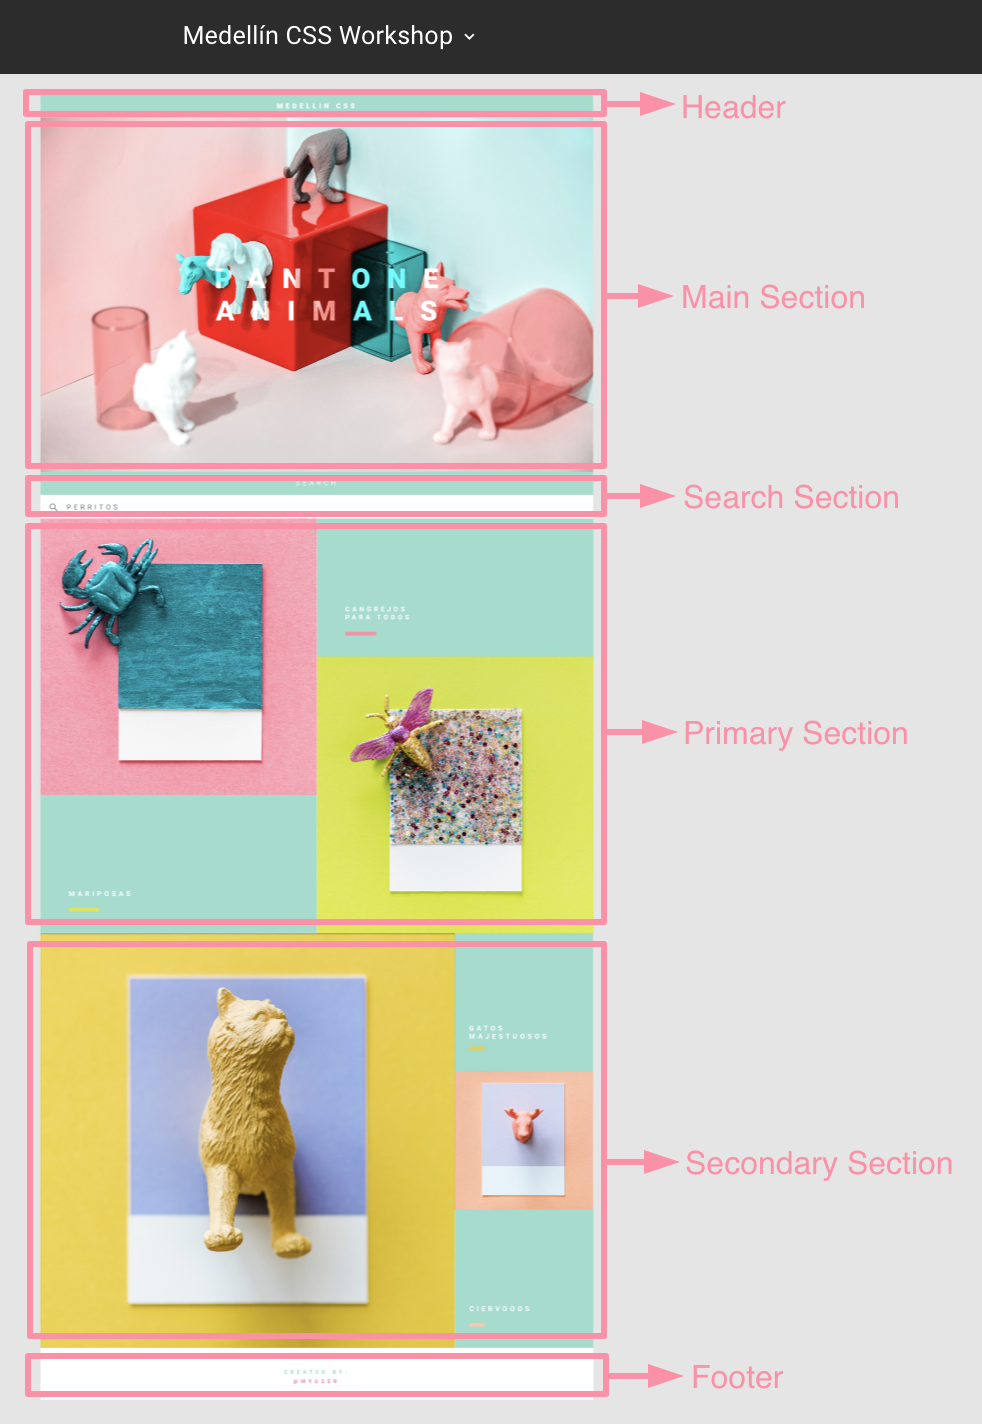 Medellín CSS Workshop
MEDELLIN CSS
Header
PANTONE
ANIMALS
Main Section
SEARCH
PERRITOS
Search Section
CANGREJOS
PARA TODOS
Primary Section
MARIPOSAS
GATOS
MAJESTUOSOS
Secondary Section
CIERVOOOS
CREATED BY:
@MYUSER
Footer